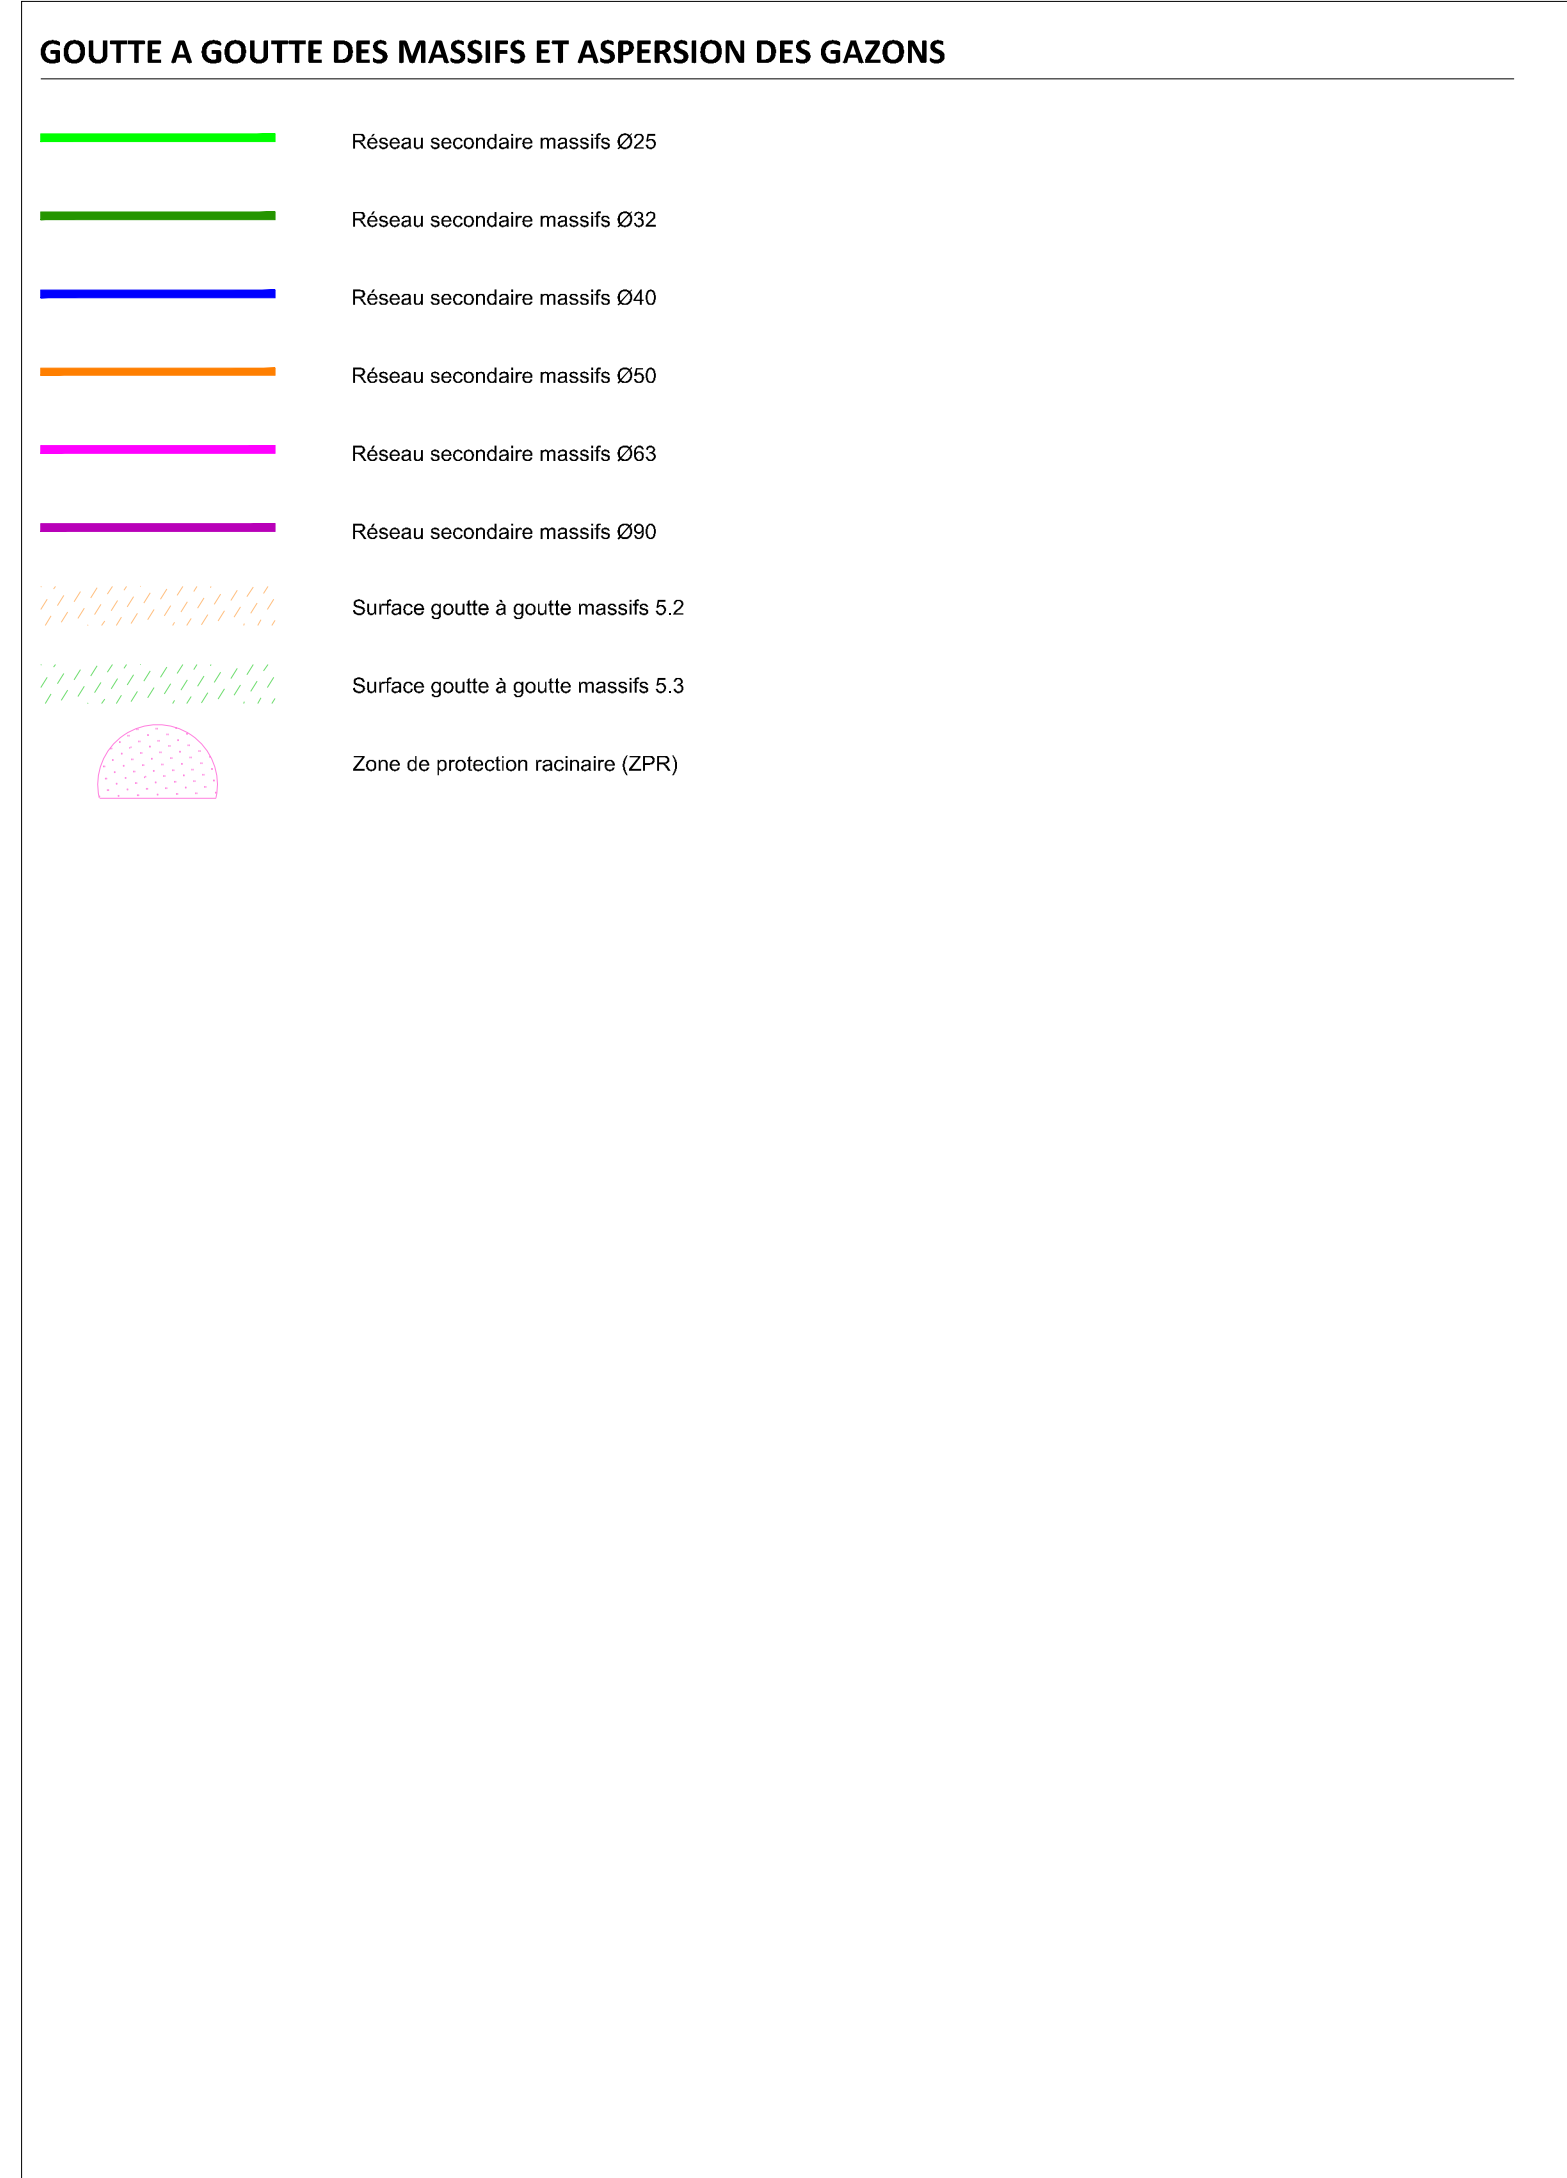 GOUTTE A GOUTTE DES MASSIFS ET ASPERSION DES GAZONS
Réseau secondaire massifs Ø25
Réseau secondaire massifs Ø32
Réseau secondaire massifs Ø40
Réseau secondaire massifs Ø50
Réseau secondaire massifs Ø63
Réseau secondaire massifs Ø90
Surface goutte à goutte massifs 5.2
Surface goutte à goutte massifs 5.3
Zone de protection racinaire (ZPR)